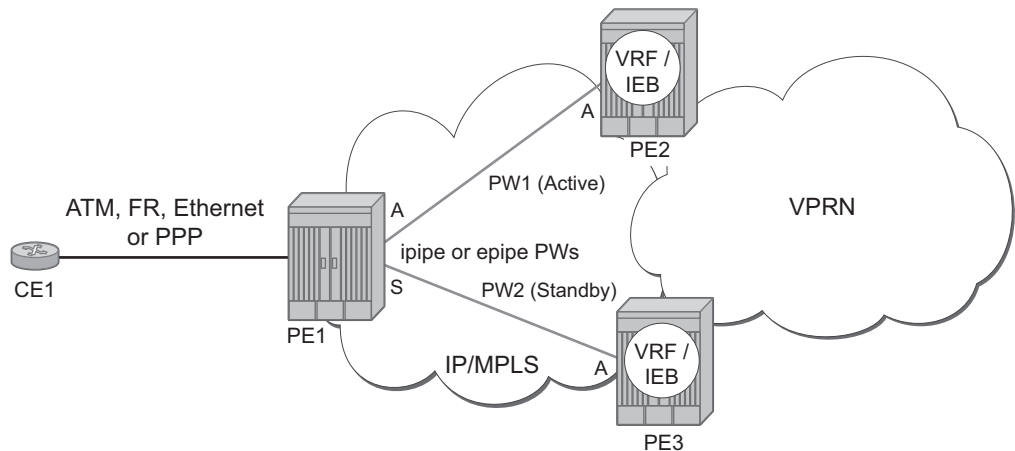 VRF /
IEB
A
PE2
PW1 (Active)
VPRN
ATM, FR, Ethernet
or PPP
A
ipipe or epipe PWs
CE1
S
PW2 (Standby)
PE1
VRF /
IEB
IP/MPLS
A
PE3